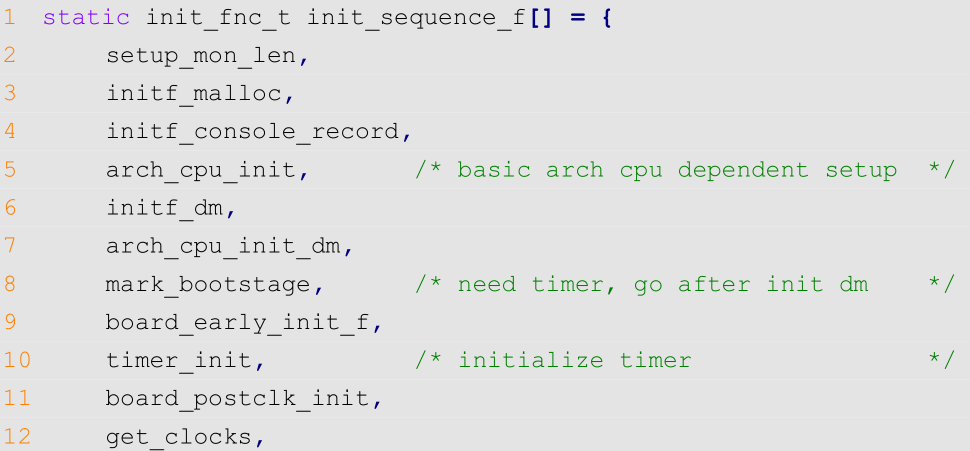 1 static init_fnc_t init_sequence_f[] = {
2 setup_mon_len,
3 initf_malloc,
4 initf_console_record,
5 arch_cpu_init, /* basic arch cpu dependent setup */
6 initf_dm,
7 arch_cpu_init_dm,
8 mark_bootstage, /* need timer, go after init dm */
9 board_early_init_f,
10 timer_init, /* initialize timer */
11 board_postclk_init,
12 get_clocks,